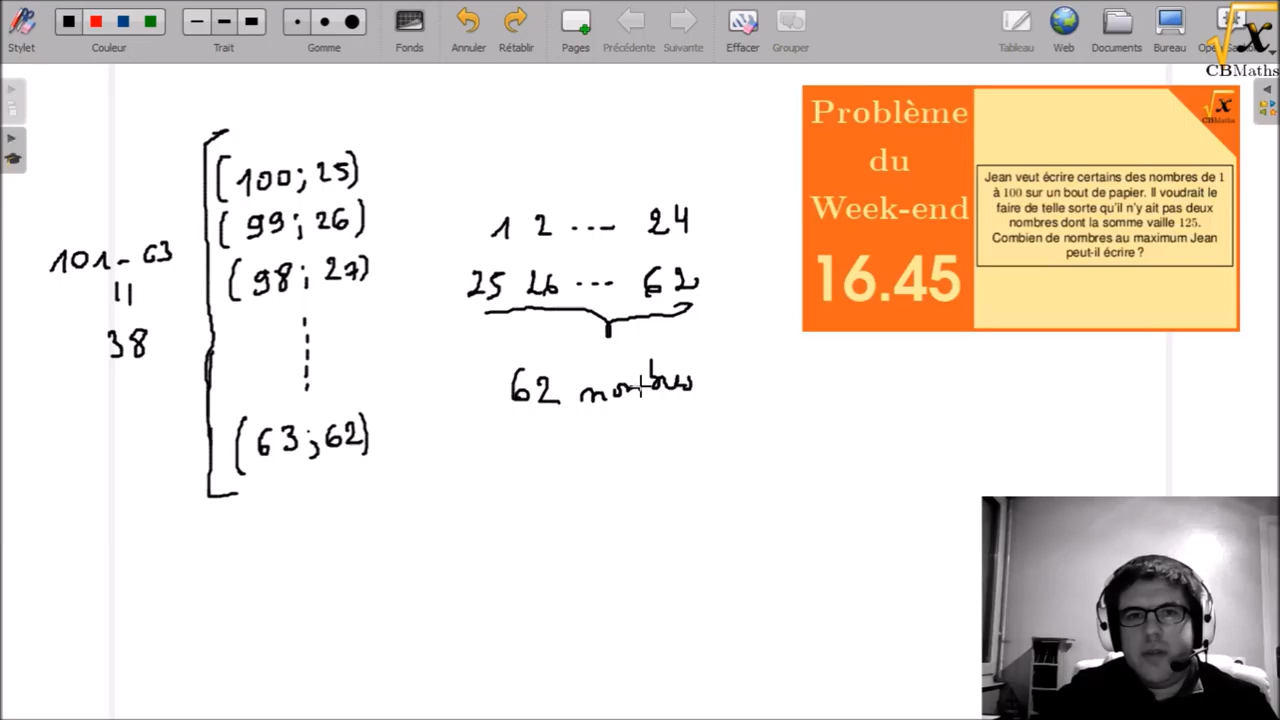 Stylet
Couleur
Trait
Gomme
Fonds
Annuler
Rétablir
Pages
Précédente
Suivante
Effacer
Grouper
Tableau
Web
Documents
Bureau
CBMaths
(100;25)
(99;26)
(98;27)
(63;62)
101-63
=
38
1 2 ... 24
25 26 ... 62
62 nombres
Problème
du
Week-end
16.45
CBMaths
Jean veut écrire certains des nombres de 1
à 100 sur un bout de papier. Il voudrait le
faire de telle sorte qu'il n'y ait pas deux
nombres dont la somme vaille 125.
Combien de nombres au maximum Jean
peut-il écrire ?